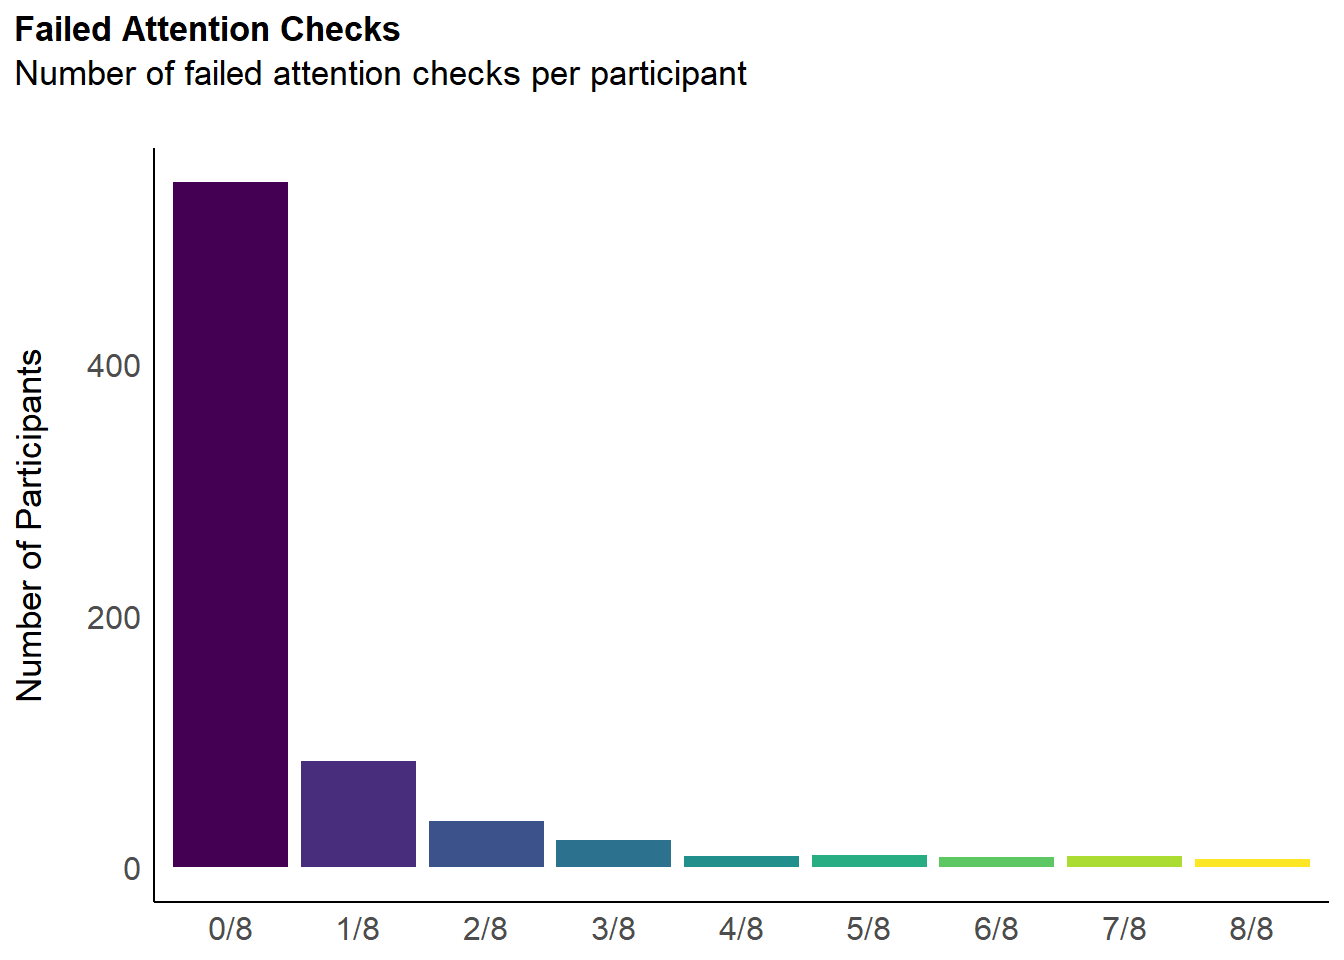 Failed Attention Checks
Number of failed attention checks per participant
Number of Participants
400
200
0
0/8 1/8 2/8 3/8 4/8 5/8 6/8 7/8 8/8